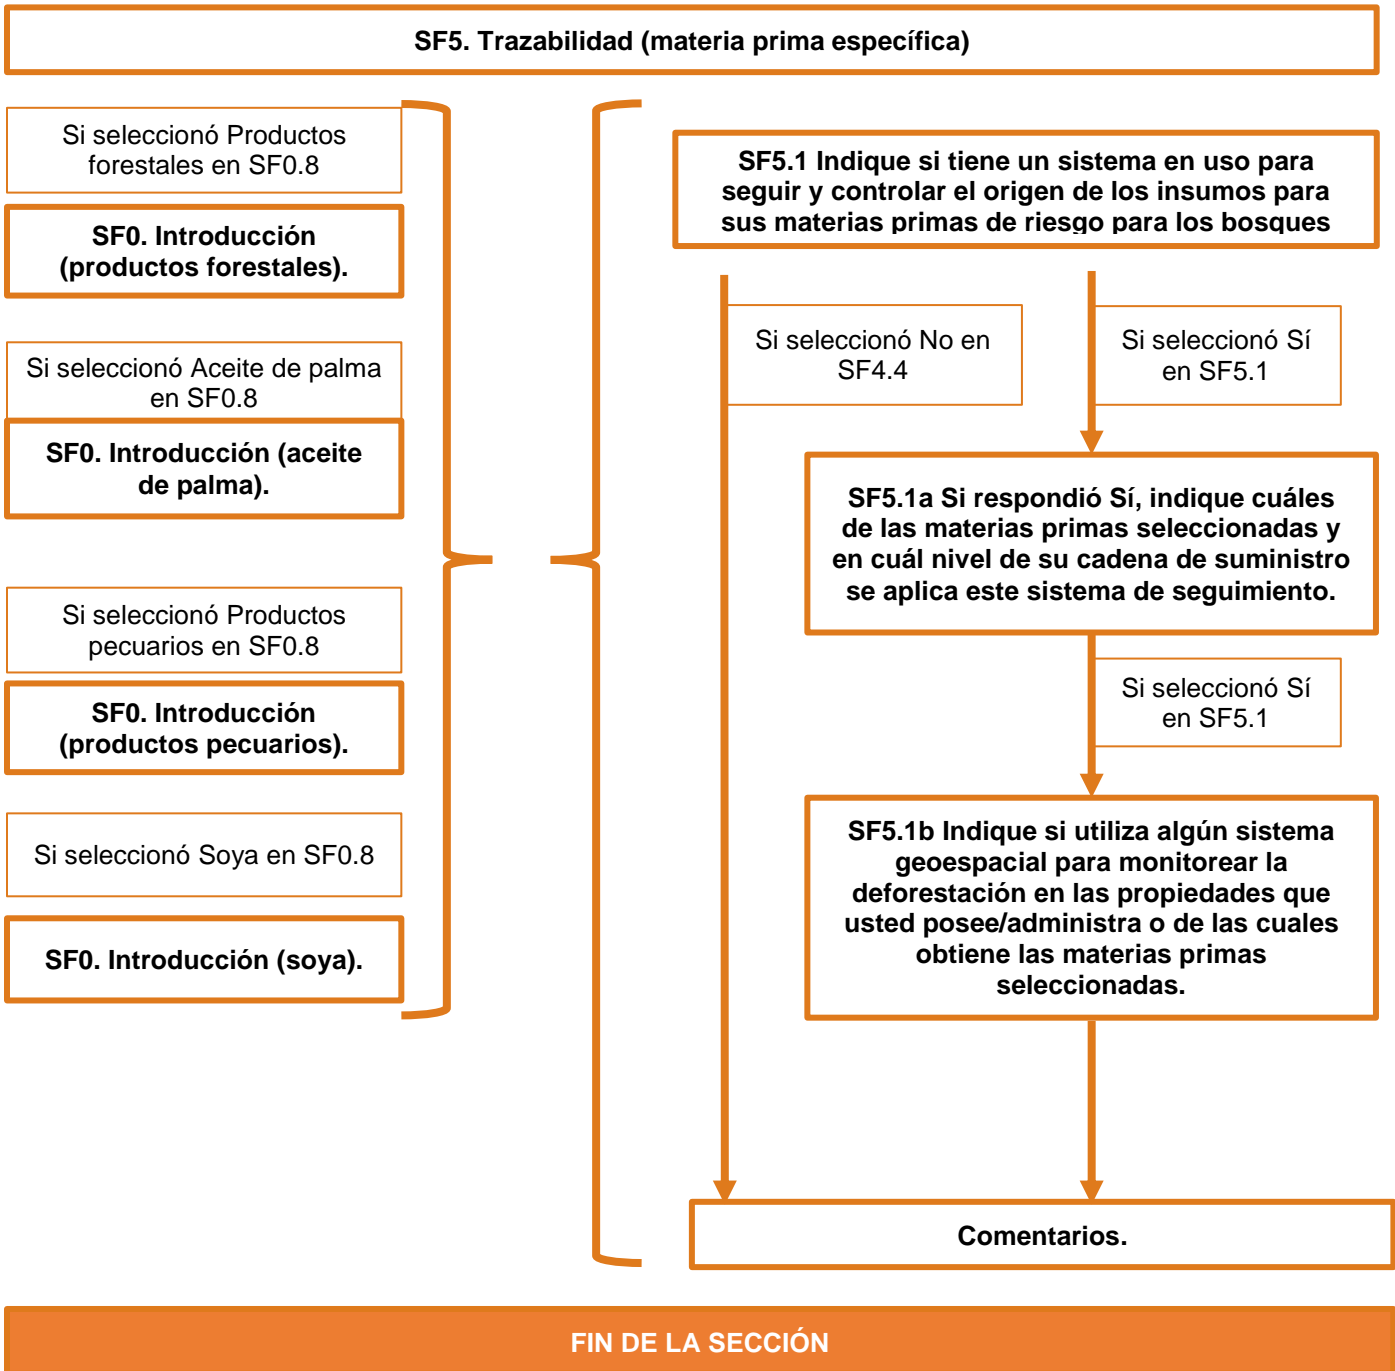 SF5. Trazabilidad (materia prima específica)
Si seleccionó Productos
forestales en SF0.8
SF0. Introducción
(productos forestales).
Si seleccionó Aceite de palma
en SF0.8
SF0. Introducción (aceite
de palma).
Si seleccionó Productos
pecuarios en SF0.8
SF0. Introducción
(productos pecuarios).
Si seleccionó Soya en SF0.8
SF0. Introducción (soya).
SF5.1 Indique si tiene un sistema en uso para
seguir y controlar el origen de los insumos para
sus materias primas de riesgo para los bosques
Si seleccionó No en
SF4.4
Si seleccionó Sí
en SF5.1
SF5.1a Si respondió Sí, indique cuáles
de las materias primas seleccionadas y
en cuál nivel de su cadena de suministro
se aplica este sistema de seguimiento.
Si seleccionó Sí
en SF5.1
SF5.1b Indique si utiliza algún sistema
geoespacial para monitorear la
deforestación en las propiedades que
usted posee/administra o de las cuales
obtiene las materias primas
seleccionadas.
Comentarios.
FIN DE LA SECCIÓN